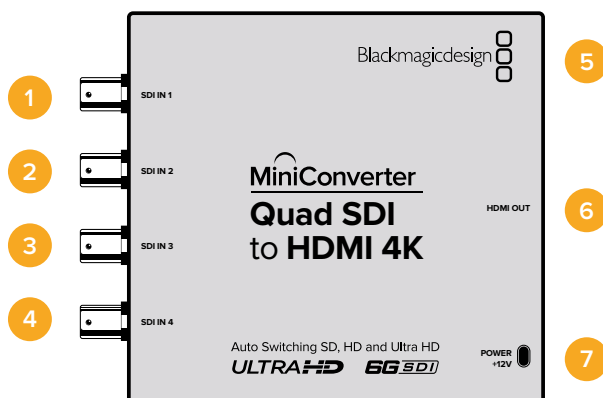 Blackmagicdesign
1
SDI IN 1
5
2
SDI IN 2
MiniConverter
Quad SDI
to HDMI 4K
HDMI OUT
6
3
SDI IN 3
4
SDI IN 4
Auto Switching SD, HD and Ultra HD
ULTRA HD 6G SDI
POWER
+12V
7